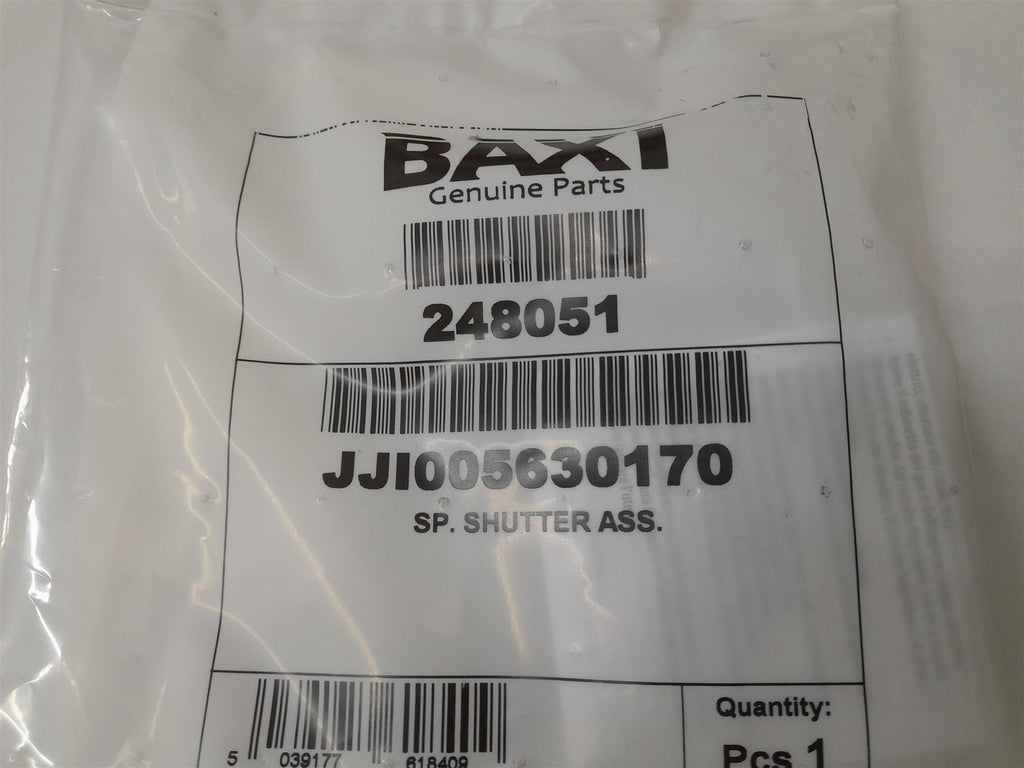 BAXI
Genuine Parts
248051
JJI005630170
SP. SHUTTER ASS.
5 039177 618409
Quantity:
Pcs 1